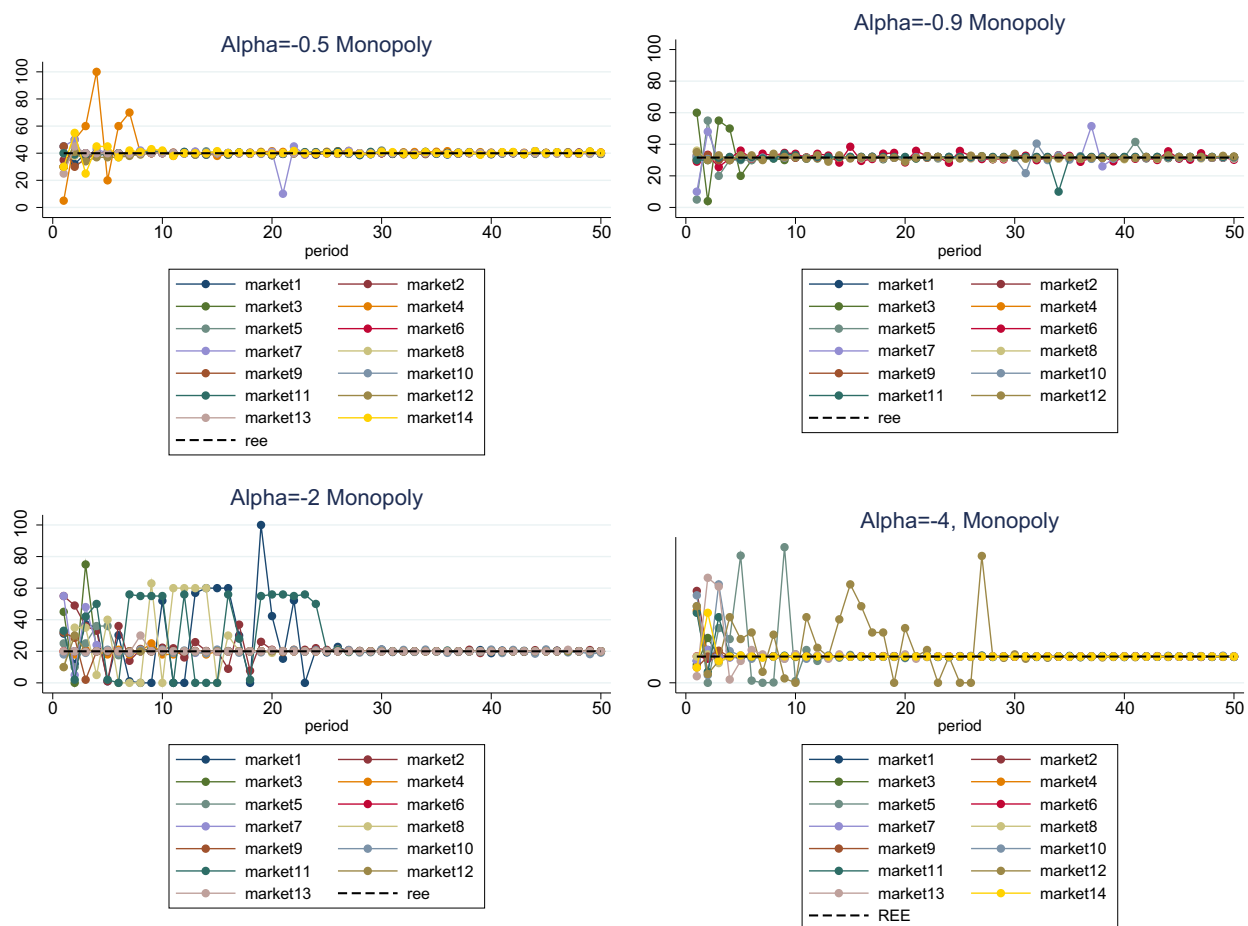 Alpha=-0.5 Monopoly
0 20 40 60 80 100
0 10 20 30 40 50
period
market1 market2
market3 market4
market5 market6
market7 market8
market9 market10
market11 market12
market13 market14
ree
Alpha=-0.9 Monopoly
0 20 40 60 80 100
0 10 20 30 40 50
period
market1 market2
market3 market4
market5 market6
market7 market8
market9 market10
market11 market12
ree
Alpha=-2 Monopoly
0 20 40 60 80 100
0 10 20 30 40 50
period
market1 market2
market3 market4
market5 market6
market7 market8
market9 market10
market11 market12
market13 ree
Alpha=-4, Monopoly
0
0 10 20 30 40 50
period
market1 market2
market3 market4
market5 market6
market7 market8
market9 market10
market11 market12
market13 market14
REE